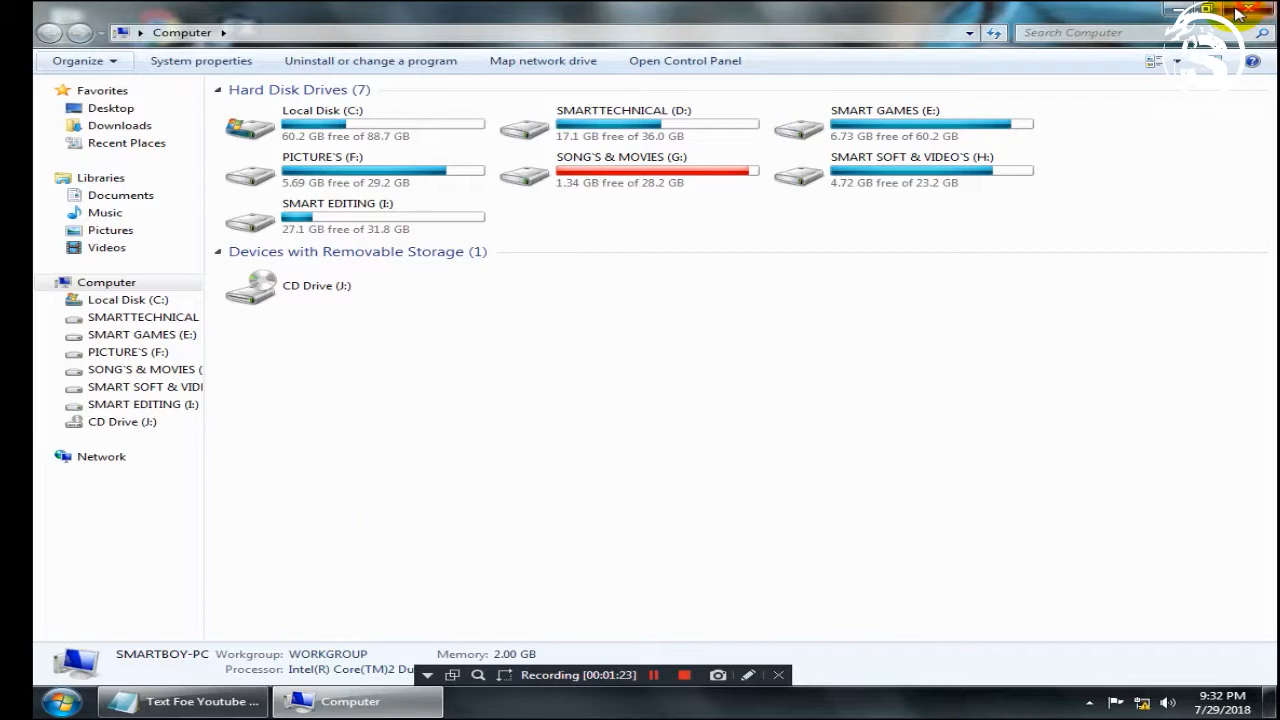 Computer
Search Computer
Organize
System properties
Uninstall or change a program
Map network drive
Open Control Panel
Favorites
Desktop
Downloads
Recent Places
Libraries
Documents
Music
Pictures
Videos
Computer
Local Disk (C:)
SMARTTECHNICAL
SMART GAMES (E:)
PICTURE`S (F:)
SONG`S & MOVIES (
SMART SOFT & VID
SMART EDITING (I:)
CD Drive (J:)
Network
Hard Disk Drives (7)
Local Disk (C:)
60.2 GB free of 88.7 GB
SMARTTECHNICAL (D:)
17.1 GB free of 36.0 GB
SMART GAMES (E:)
6.73 GB free of 60.2 GB
PICTURE`S (F:)
5.69 GB free of 29.2 GB
SONG`S & MOVIES (G:)
1.34 GB free of 28.2 GB
SMART SOFT & VIDEO`S (H:)
4.72 GB free of 23.2 GB
SMART EDITING (I:)
27.1 GB free of 31.8 GB
Devices with Removable Storage (1)
CD Drive (J:)
SMARTBOY-PC Workgroup: WORKGROUP Memory: 2.00 GB
Processor: Intel(R) Core(TM)2 Du
Recording [00:01:23]
Text Foe Youtube ...
Computer
9:32 PM
7/29/2018